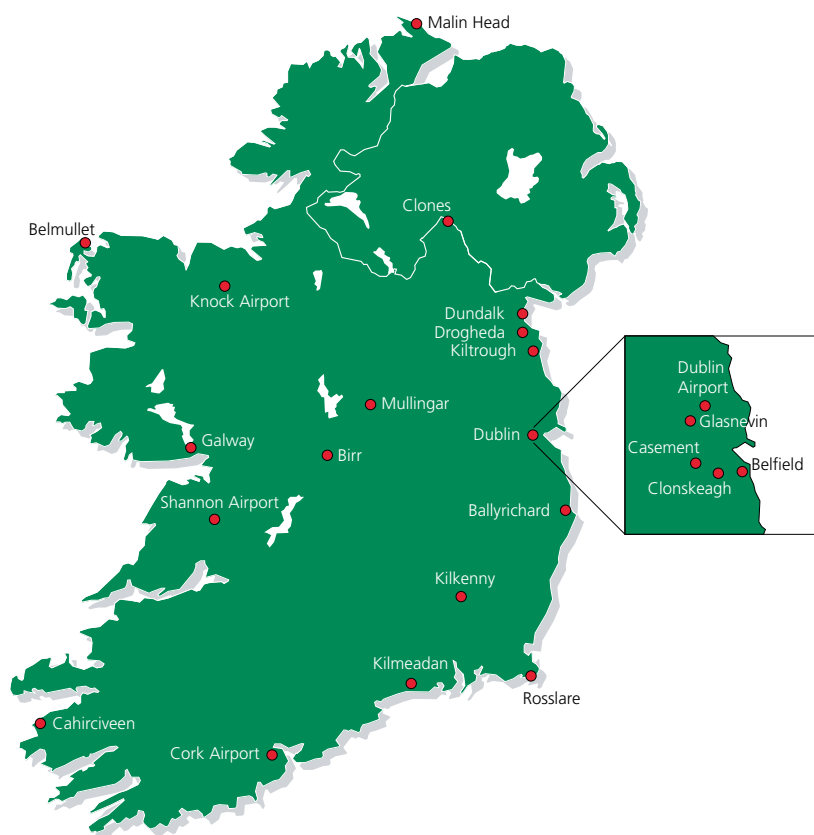 Malin Head
Clones
Belmullet
Knock Airport
Dundalk
Drogheda
Kiltrough
Dublin
Airport
Glasnevin
Casement
Belfield
Clonskeagh
Mullingar
Dublin
Galway
Birr
Shannon Airport
Ballyrichard
Kilkenny
Kilmeadan
Rosslare
Cahirciveen
Cork Airport